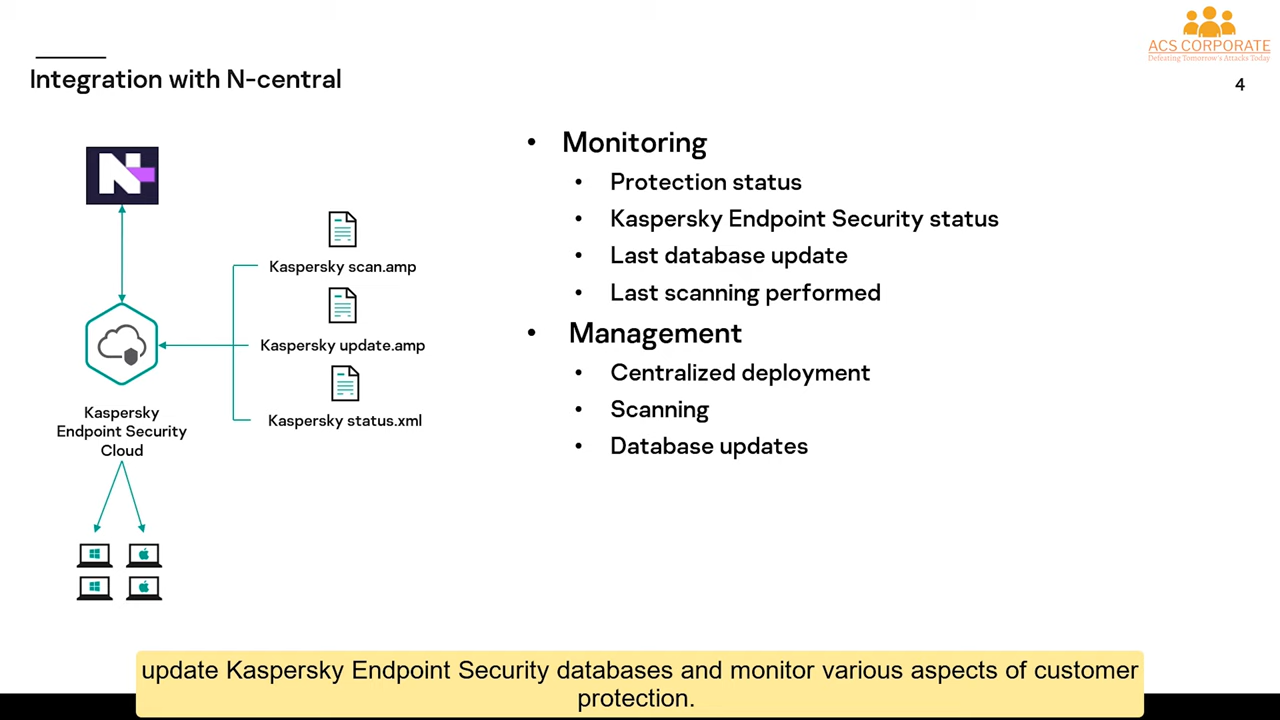 ACS CORPORATE
Defeating Tomorrow's Attacks Today
Integration with N-central
4
N
Kaspersky scan.amp
Kaspersky update.amp
Kaspersky status.xml
Kaspersky
Endpoint Security
Cloud
• Monitoring
• Protection status
• Kaspersky Endpoint Security status
• Last database update
• Last scanning performed
• Management
• Centralized deployment
• Scanning
• Database updates
update Kaspersky Endpoint Security databases and monitor various aspects of customer
protection.